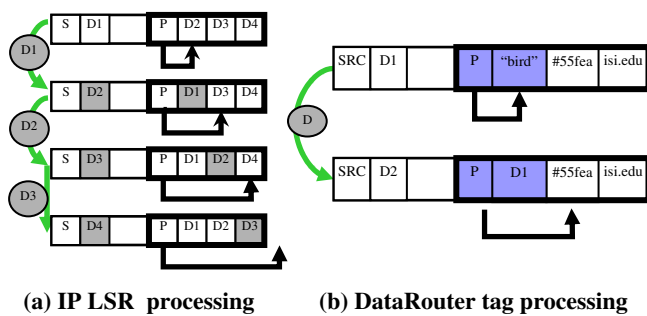 S D1 P D2 D3 D4
D1
S D2 P D1 D3 D4
D2
S D3 P D1 D2 D4
D3
S D4 P D1 D2 D3
(a) IP LSR processing
SRC D1 P “bird” #55fea isi.edu
D
SRC D2 P D1 #55fea isi.edu
(b) DataRouter tag processing